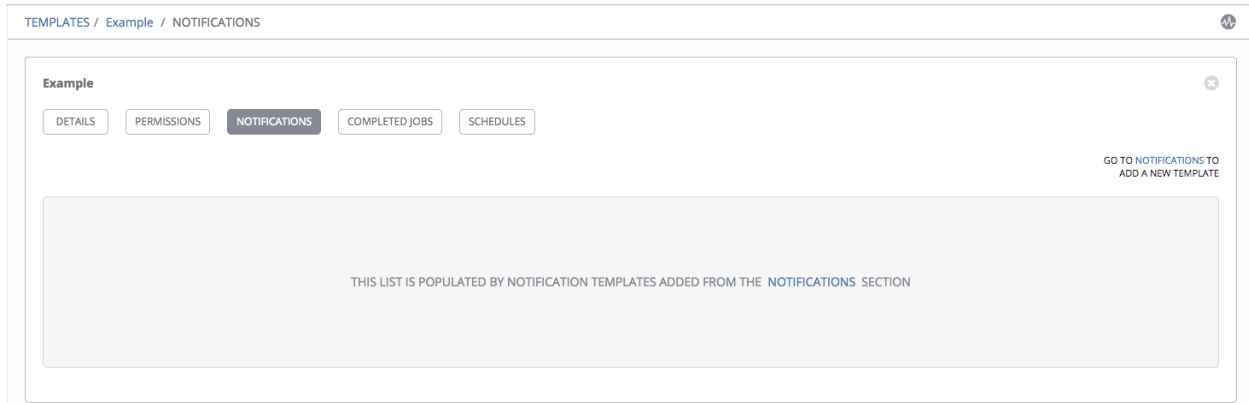 TEMPLATES / Example / NOTIFICATIONS
Example
DETAILS PERMISSIONS NOTIFICATIONS COMPLETED JOBS SCHEDULES
GO TO NOTIFICATIONS TO
ADD A NEW TEMPLATE
THIS LIST IS POPULATED BY NOTIFICATION TEMPLATES ADDED FROM THE NOTIFICATIONS SECTION